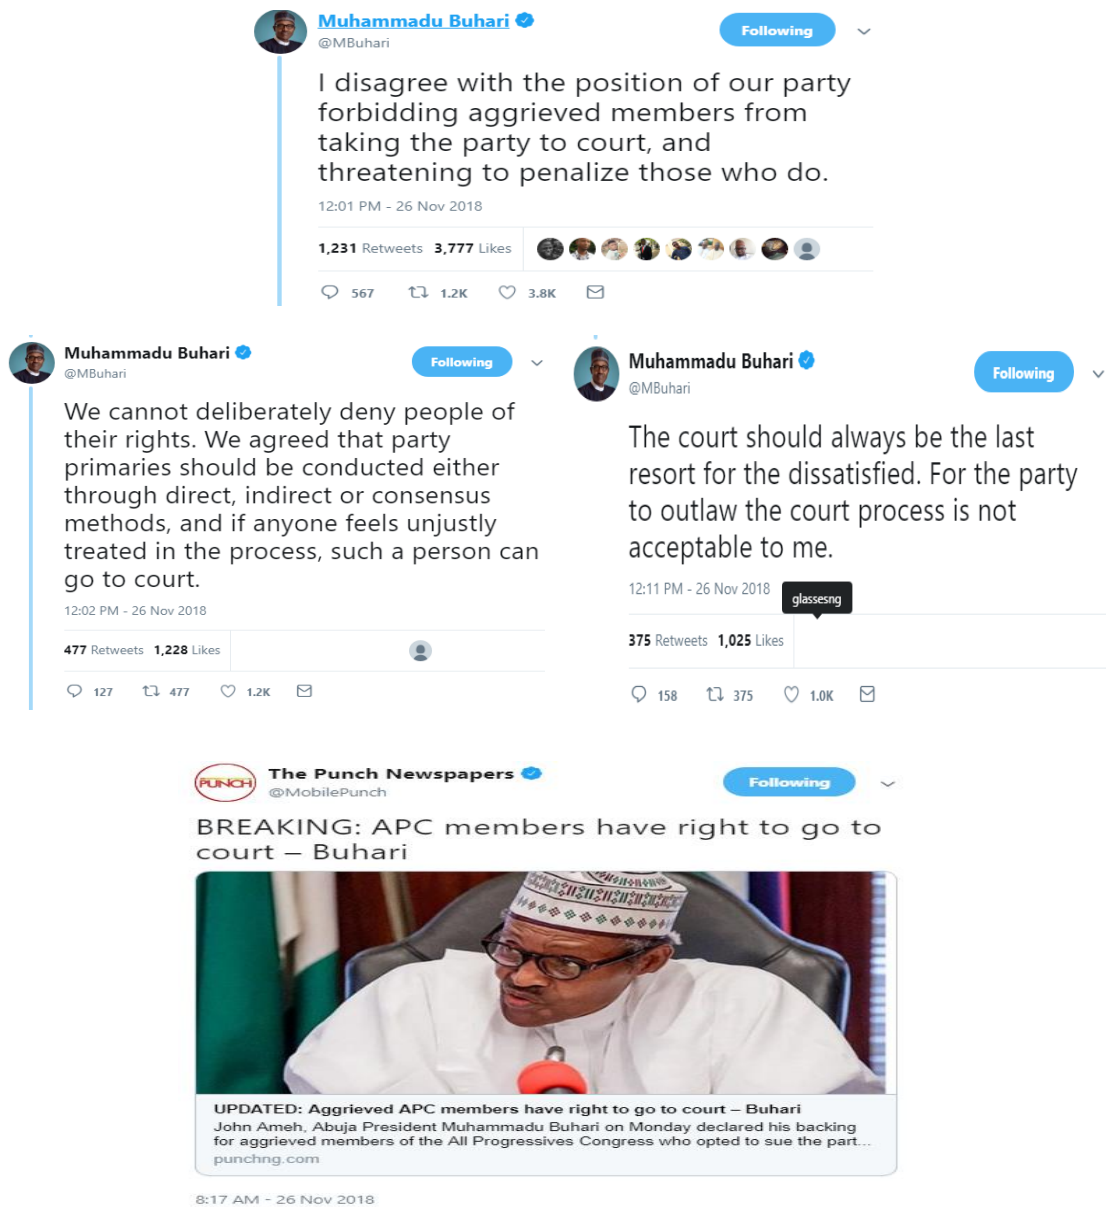 Muhammadu Buhari
@MBuhari
Following
I disagree with the position of our party
forbidding aggrieved members from
taking the party to court, and
threatening to penalize those who do.
12:01 PM - 26 Nov 2018
1,231 Retweets 3,777 Likes
567 1.2K 3.8K
Muhammadu Buhari
@MBuhari
Following
We cannot deliberately deny people of
their rights. We agreed that party
primaries should be conducted either
through direct, indirect or consensus
methods, and if anyone feels unjustly
treated in the process, such a person can
go to court.
12:02 PM - 26 Nov 2018
477 Retweets 1,228 Likes
127 477 1.2K
Muhammadu Buhari
@MBuhari
Following
The court should always be the last
resort for the dissatisfied. For the party
to outlaw the court process is not
acceptable to me.
12:11 PM - 26 Nov 2018
glassesng
375 Retweets 1,025 Likes
158 375 1.0K
PUNCH
The Punch Newspapers
@MobilePunch
Following
BREAKING: APC members have right to go to
court – Buhari
UPDATED: Aggrieved APC members have right to go to court – Buhari
John Ameh, Abuja President Muhammadu Buhari on Monday declared his backing
for aggrieved members of the All Progressives Congress who opted to sue the part...
punchng.com
8:17 AM - 26 Nov 2018